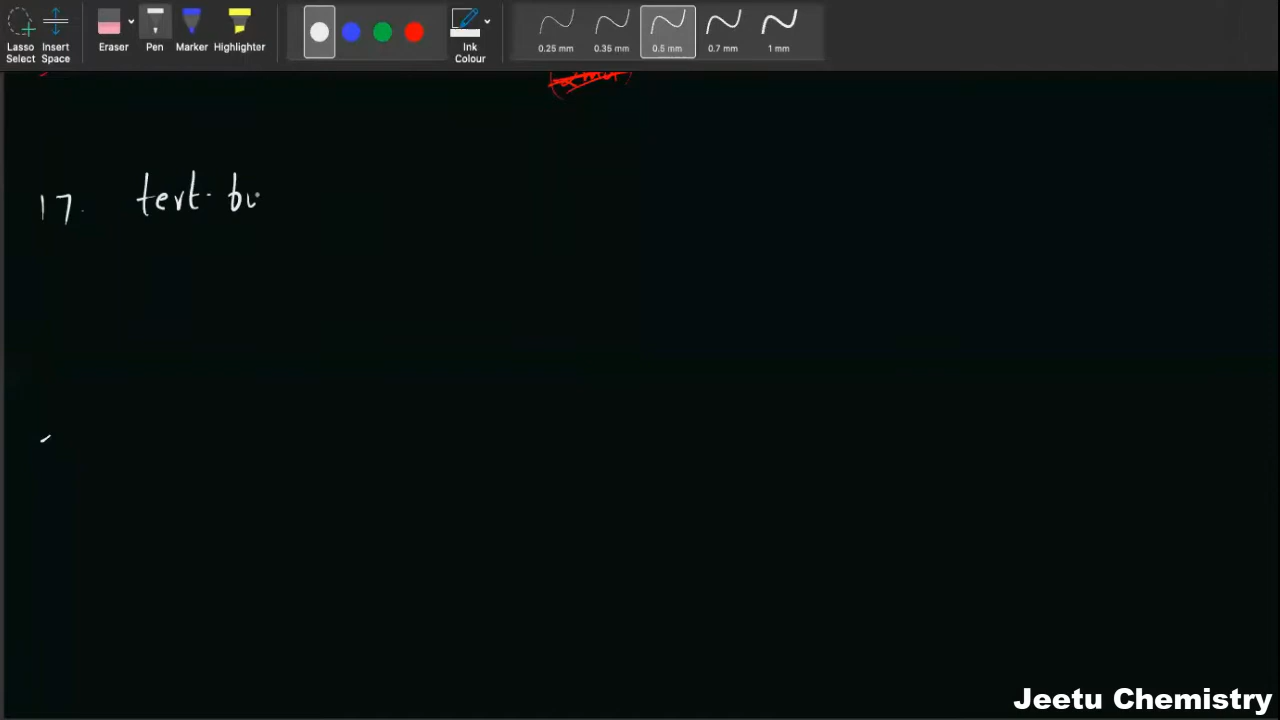 Lasso Select
Insert Space
Eraser
Pen
Marker
Highlighter
Ink Colour
0.25 mm
0.35 mm
0.5 mm
0.7 mm
1 mm
17. tert- bu
Jeetu Chemistry